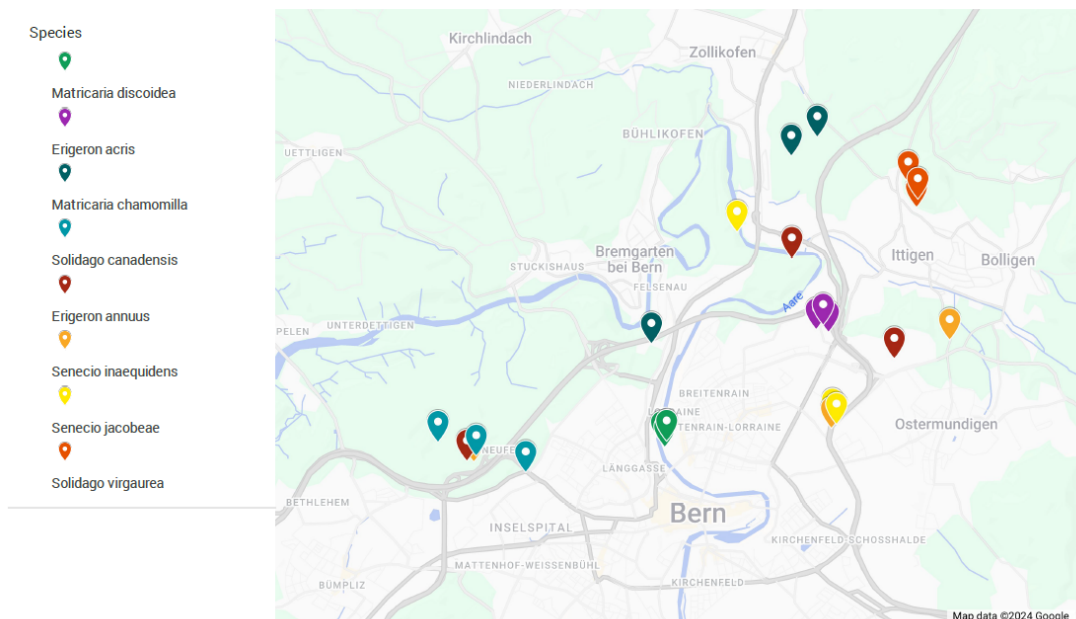 Species
Matricaria discoidea
Erigeron acris
Matricaria chamomilla
Solidago canadensis
Erigeron annuus
Senecio inaequidens
Senecio jacobeae
Solidago virgaurea
Kirchlindach
Zollikofen
NIEDERLINDACH
BÜHLIKOFEN
UETTLIGEN
Ittigen
Bremgarten
bei Bern
Bolligen
STUCKISHAUS
FELSENAU
Aare
PELEN
UNTERDETTIGEN
BREITENRAIN
LORRAINE
TENRAIN-LORRAINE
Ostermundigen
NEUFE
LÄNGGASSE
BETHLEHEM
Bern
INSELSPITAL
KIRCHENFELD-SCHOSSHALDE
MATTENHOF-WEISSENBÜHL
BÜMPLIZ
KIRCHENFELD
Map data ©2024 Google